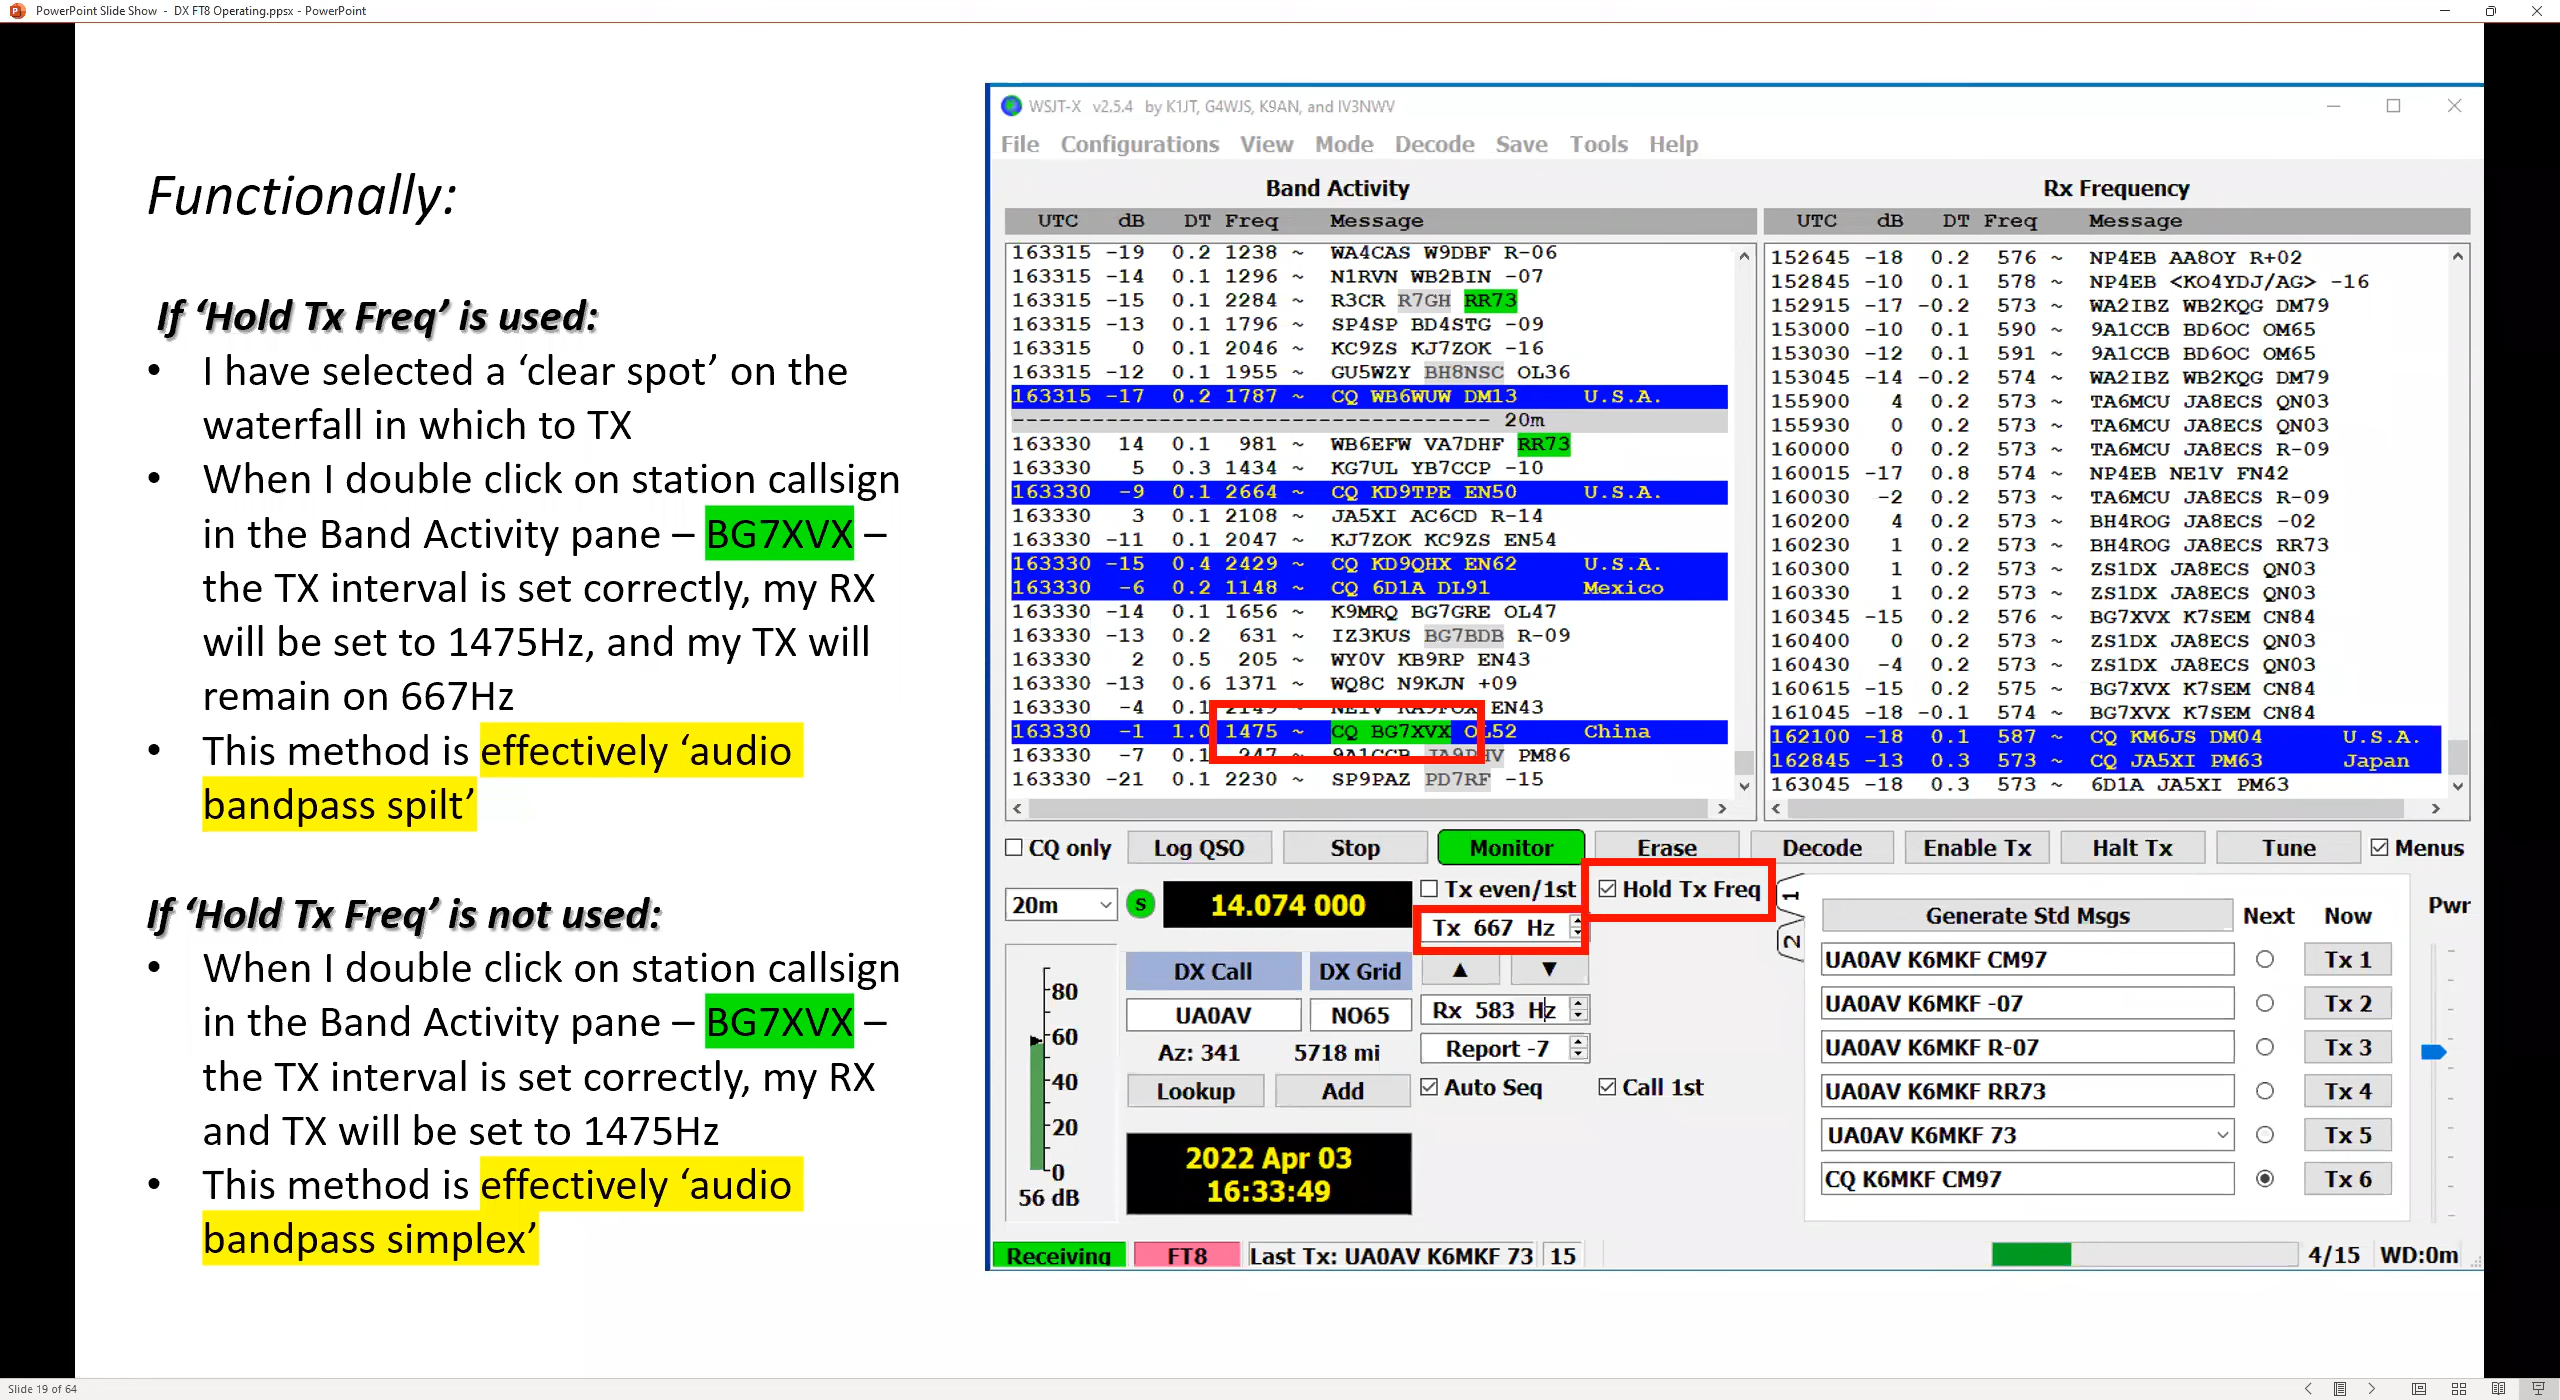 PowerPoint Slide Show - DX FT8 Operating.ppsx - PowerPoint
Functionally:
If ‘Hold Tx Freq’ is used:
• I have selected a ‘clear spot’ on the
waterfall in which to TX
• When I double click on station callsign
in the Band Activity pane – BG7XVX –
the TX interval is set correctly, my RX
will be set to 1475Hz, and my TX will
remain on 667Hz
• This method is effectively ‘audio
bandpass spilt’
If ‘Hold Tx Freq’ is not used:
• When I double click on station callsign
in the Band Activity pane – BG7XVX –
the TX interval is set correctly, my RX
and TX will be set to 1475Hz
• This method is effectively ‘audio
bandpass simplex’
WSJT-X v2.5.4 by K1JT, G4WJS, K9AN, and IV3NWV
File Configurations View Mode Decode Save Tools Help
Band Activity
UTC dB DT Freq Message
163315 -19 0.2 1238 ~ WA4CAS W9DBF R-06
163315 -14 0.1 1296 ~ N1RVN WB2BIN -07
163315 -15 0.1 2284 ~ R3CR R7GH RR73
163315 -13 0.1 1796 ~ SP4SP BD4STG -09
163315 0 0.1 2046 ~ KC9ZS KJ7ZOK -16
163315 -12 0.1 1955 ~ GU5WZY BH8NSC OL36
163315 -17 0.2 1787 ~ CQ WB6WUW DM13 U.S.A.
------------------------------------ 20m
163330 14 0.1 981 ~ WB6EFW VA7DHF RR73
163330 5 0.3 1434 ~ KG7UL YB7CCP -10
163330 -9 0.1 2664 ~ CQ KD9TPE EN50 U.S.A.
163330 3 0.1 2108 ~ JA5XI AC6CD R-14
163330 -11 0.1 2047 ~ KJ7ZOK KC9ZS EN54
163330 -15 0.4 2429 ~ CQ KD9QHX EN62 U.S.A.
163330 -6 0.2 1148 ~ CQ 6D1A DL91 Mexico
163330 -14 0.1 1656 ~ K9MRQ BG7GRE OL47
163330 -13 0.2 631 ~ IZ3KUS BG7BDB R-09
163330 2 0.5 205 ~ WY0V KB9RP EN43
163330 -13 0.6 1371 ~ WQ8C N9KJN +09
163330 -4 0.1 2149 ~ NE1V KA9FOX EN43
163330 -1 1.0 1475 ~ CQ BG7XVX OL52 China
163330 -7 0.1 247 ~ 9A1CCB PM86
163330 -21 0.1 2230 ~ SP9PAZ PD7RF -15
Rx Frequency
UTC dB DT Freq Message
152645 -18 0.2 576 ~ NP4EB AA8OY R+02
152845 -10 0.1 578 ~ NP4EB <KO4YDJ/AG> -16
152915 -17 -0.2 573 ~ WA2IBZ WB2KQG DM79
153000 -10 0.1 590 ~ 9A1CCB BD6OC OM65
153030 -12 0.1 591 ~ 9A1CCB BD6OC OM65
153045 -14 -0.2 574 ~ WA2IBZ WB2KQG DM79
155900 4 0.2 573 ~ TA6MCU JA8ECS QN03
155930 0 0.2 573 ~ TA6MCU JA8ECS QN03
160000 0 0.2 573 ~ TA6MCU JA8ECS R-09
160015 -17 0.8 574 ~ NP4EB NE1V FN42
160030 -2 0.2 573 ~ TA6MCU JA8ECS R-09
160200 4 0.2 573 ~ BH4ROG JA8ECS -02
160230 1 0.2 573 ~ BH4ROG JA8ECS RR73
160300 1 0.2 573 ~ ZS1DX JA8ECS QN03
160330 1 0.2 573 ~ ZS1DX JA8ECS QN03
160345 -15 0.2 576 ~ BG7XVX K7SEM CN84
160400 0 0.2 573 ~ ZS1DX JA8ECS QN03
160430 -4 0.2 573 ~ ZS1DX JA8ECS QN03
160615 -15 0.2 575 ~ BG7XVX K7SEM CN84
161045 -18 -0.1 574 ~ BG7XVX K7SEM CN84
162100 -18 0.1 587 ~ CQ KM6JS DM04 U.S.A.
162845 -13 0.3 573 ~ CQ JA5XI PM63 Japan
163045 -18 0.3 573 ~ 6D1A JA5XI PM63
CQ only Log QSO Stop Monitor Erase Decode Enable Tx Halt Tx Tune Menus
20m S 14.074 000 Tx even/1st Hold Tx Freq
Tx 667 Hz
DX Call DX Grid
UA0AV NO65 Rx 583 Hz
Az: 341 5718 mi Report -7
Lookup Add Auto Seq Call 1st
2022 Apr 03
16:33:49
80
60
40
20
0
56 dB
1
2
Generate Std Msgs Next Now Pwr
UA0AV K6MKF CM97 Tx 1
UA0AV K6MKF -07 Tx 2
UA0AV K6MKF R-07 Tx 3
UA0AV K6MKF RR73 Tx 4
UA0AV K6MKF 73 Tx 5
CQ K6MKF CM97 Tx 6
Receiving FT8 Last Tx: UA0AV K6MKF 73 15 4/15 WD:0m
Slide 19 of 64